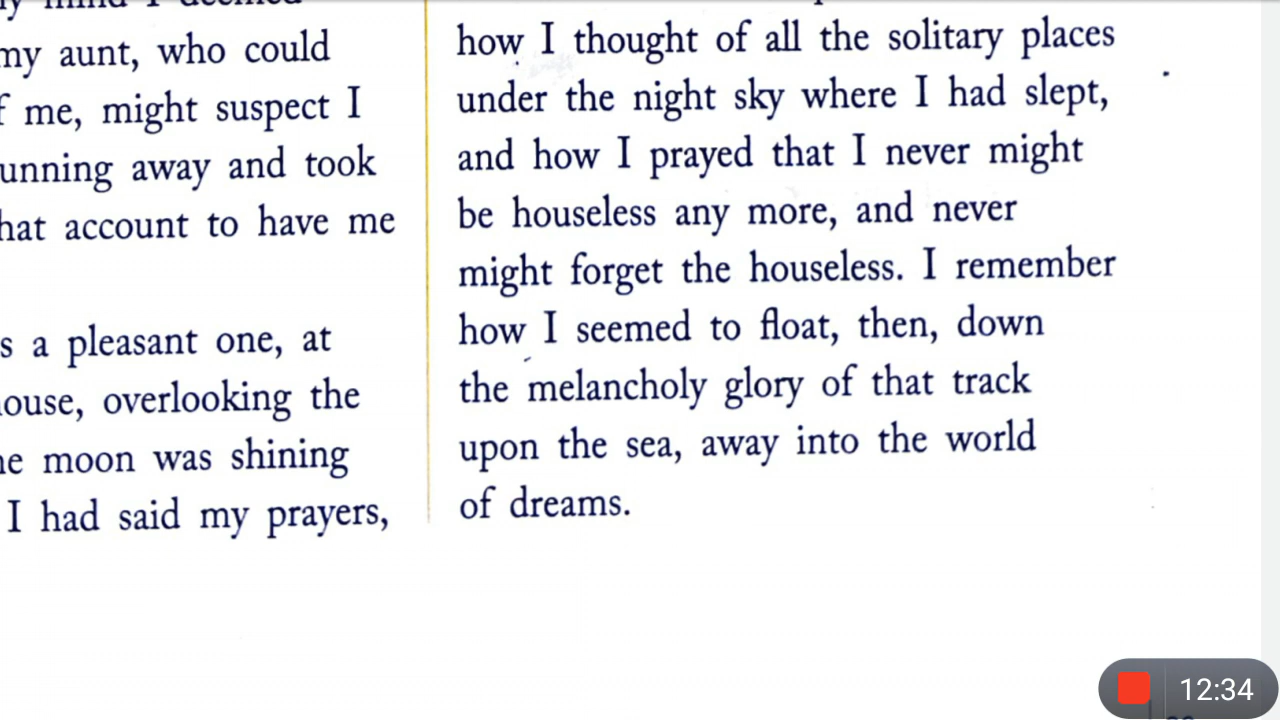 my aunt, who could
me, might suspect I
away and took
account to have me
a pleasant one, at
overlooking the
moon was shining
I had said my prayers,
how I thought of all the solitary places
under the night sky where I had slept,
and how I prayed that I never might
be houseless any more, and never
might forget the houseless. I remember
how I seemed to float, then, down
the melancholy glory of that track
upon the sea, away into the world
of dreams.
12:34